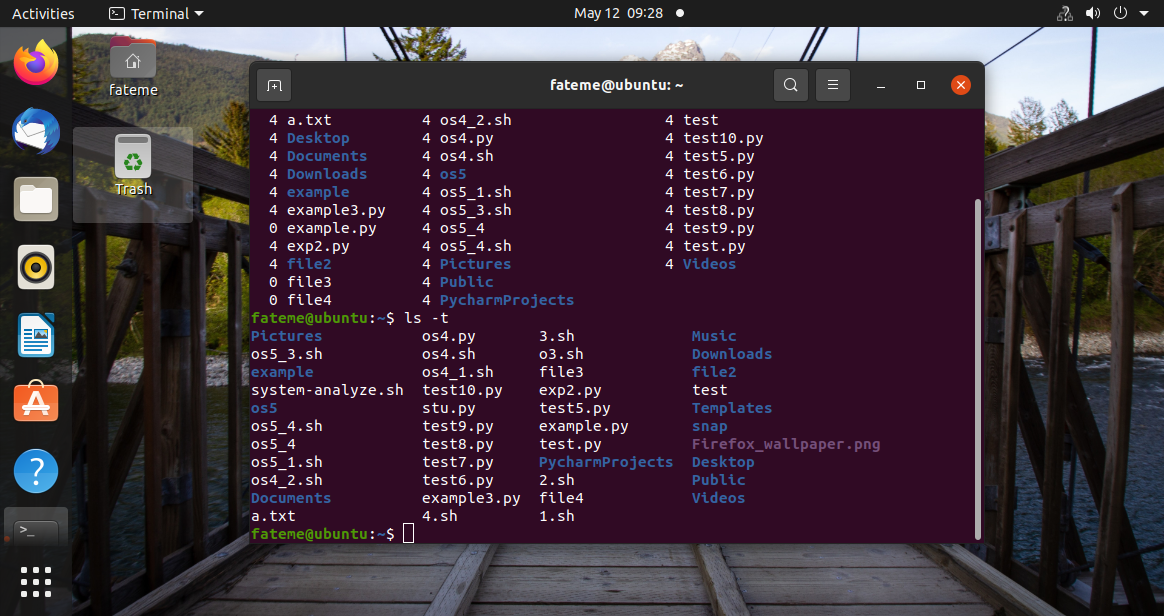 Activities Terminal May 12 09:28
fateme
Trash
fateme@ubuntu: ~
4 a.txt 4 os4_2.sh 4 test
4 Desktop 4 os4.py 4 test10.py
4 Documents 4 os4.sh 4 test5.py
4 Downloads 4 os5 4 test6.py
4 example 4 os5_1.sh 4 test7.py
4 example3.py 4 os5_3.sh 4 test8.py
0 example.py 4 os5_4 4 test9.py
4 exp2.py 4 os5_4.sh 4 test.py
4 file2 4 Pictures 4 Videos
0 file3 4 Public
0 file4 4 PycharmProjects
fateme@ubuntu:~$ ls -t
Pictures os4.py 3.sh Music
os5_3.sh os4.sh o3.sh Downloads
example os4_1.sh file3 file2
system-analyze.sh test10.py exp2.py test
os5 stu.py test5.py Templates
os5_4.sh test9.py example.py snap
os5_4 test8.py test.py Firefox_wallpaper.png
os5_1.sh test7.py PycharmProjects Desktop
os4_2.sh test6.py 2.sh Public
Documents example3.py file4 Videos
a.txt 4.sh 1.sh
fateme@ubuntu:~$